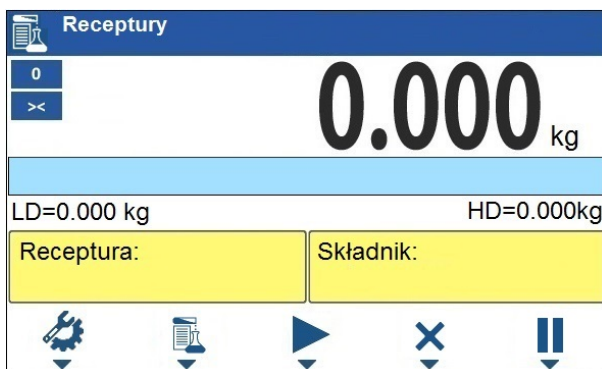 Receptury
0
><
0.000 kg
LD=0.000 kg
HD=0.000kg
Receptura:
Składnik: